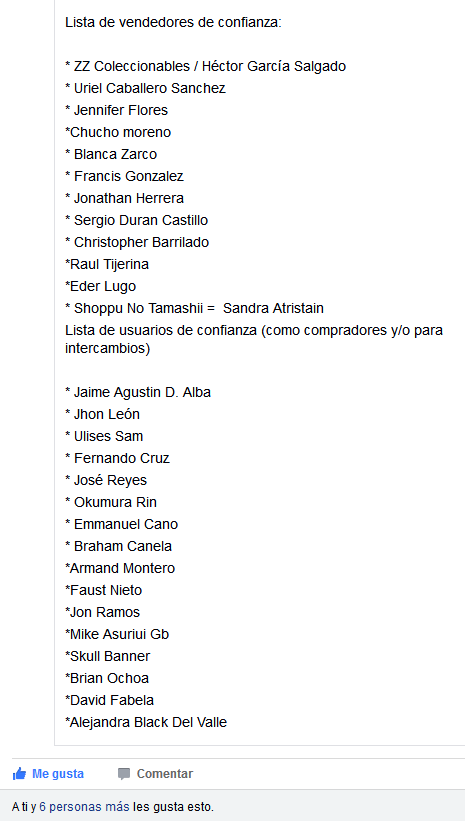 Lista de vendedores de confianza:
* ZZ Coleccionables / Héctor García Salgado
* Uriel Caballero Sanchez
* Jennifer Flores
*Chucho moreno
* Blanca Zarco
* Francis Gonzalez
* Jonathan Herrera
* Sergio Duran Castillo
* Christopher Barrilado
*Raul Tijerina
*Eder Lugo
* Shoppu No Tamashii =  Sandra Atristain
Lista de usuarios de confianza (como compradores y/o para
intercambios)
* Jaime Agustin D. Alba
* Jhon León
* Ulises Sam
* Fernando Cruz
* José Reyes
* Okumura Rin
* Emmanuel Cano
* Braham Canela
*Armand Montero
*Faust Nieto
*Jon Ramos
*Mike Asuriui Gb
*Skull Banner
*Brian Ochoa
*David Fabela
*Alejandra Black Del Valle
Me gusta Comentar
A ti y 6 personas más les gusta esto.